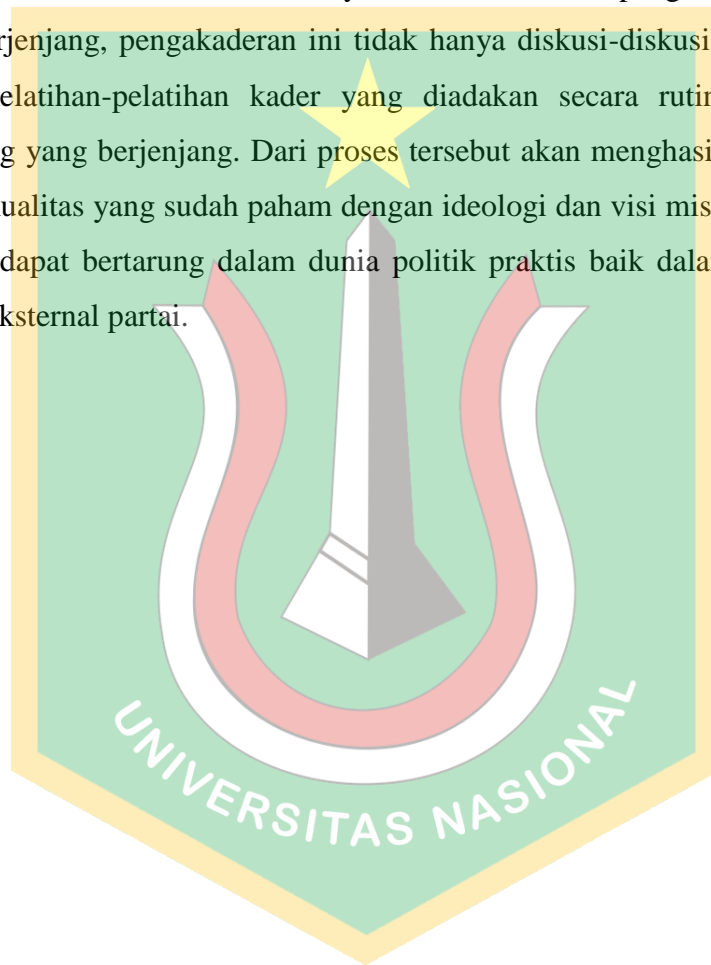 rjenjang, pengakaderan ini tidak hanya diskusi-diskusi
elatihan-pelatihan kader yang diadakan secara rutin
g yang berjenjang. Dari proses tersebut akan menghasi
kualitas yang sudah paham dengan ideologi dan visi mis
dapat bertarung dalam dunia politik praktis baik dala
ksternal partai.
UNIVERSITAS NASIONAL